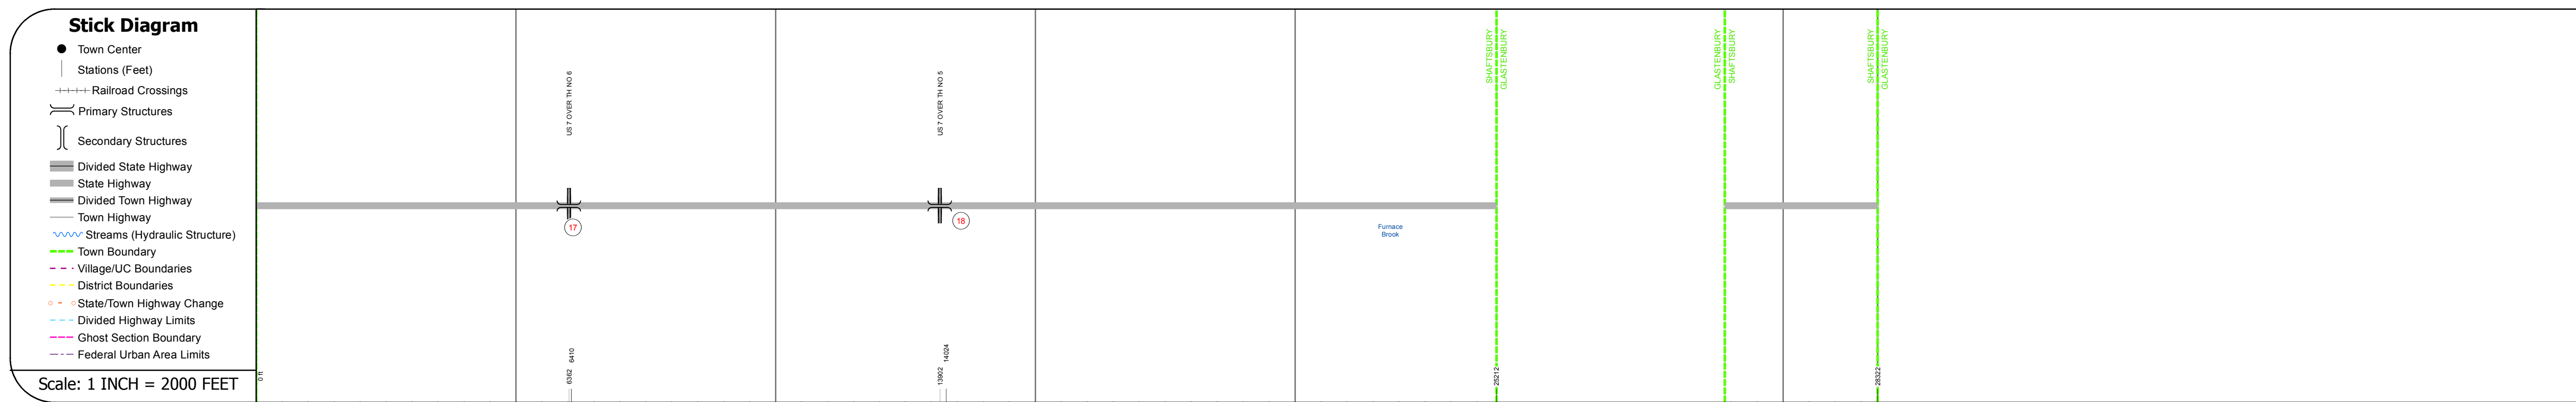 Stick Diagram
Town Center
Stations (Feet)
Railroad Crossings
Primary Structures
Secondary Structures
Divided State Highway
State Highway
Divided Town Highway
Town Highway
Streams (Hydraulic Structure)
Town Boundary
Village/UC Boundaries
District Boundaries
State/Town Highway Change
Divided Highway Limits
Ghost Section Boundary
Federal Urban Area Limits
Scale: 1 INCH = 2000 FEET
0 ft
US 7 OVER TH NO 6
17
6362
6410
US 7 OVER TH NO 5
18
13902
14024
Furnace
Brook
SHAFTSBURY
GLASTENBURY
25212
GLASTENBURY
SHAFTSBURY
SHAFTSBURY
GLASTENBURY
28322